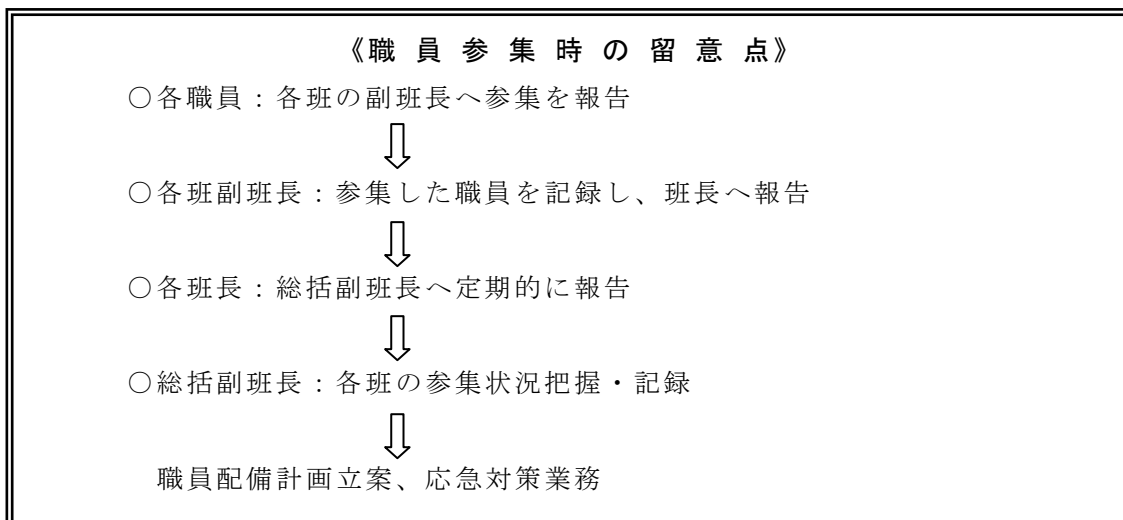 《職 員 参 集 時 の 留 意 点》
○各職員：各班の副班長へ参集を報告
○各班副班長：参集した職員を記録し、班長へ報告
○各班長：総括副班長へ定期的に報告
○総括副班長：各班の参集状況把握・記録
職員配備計画立案、応急対策業務